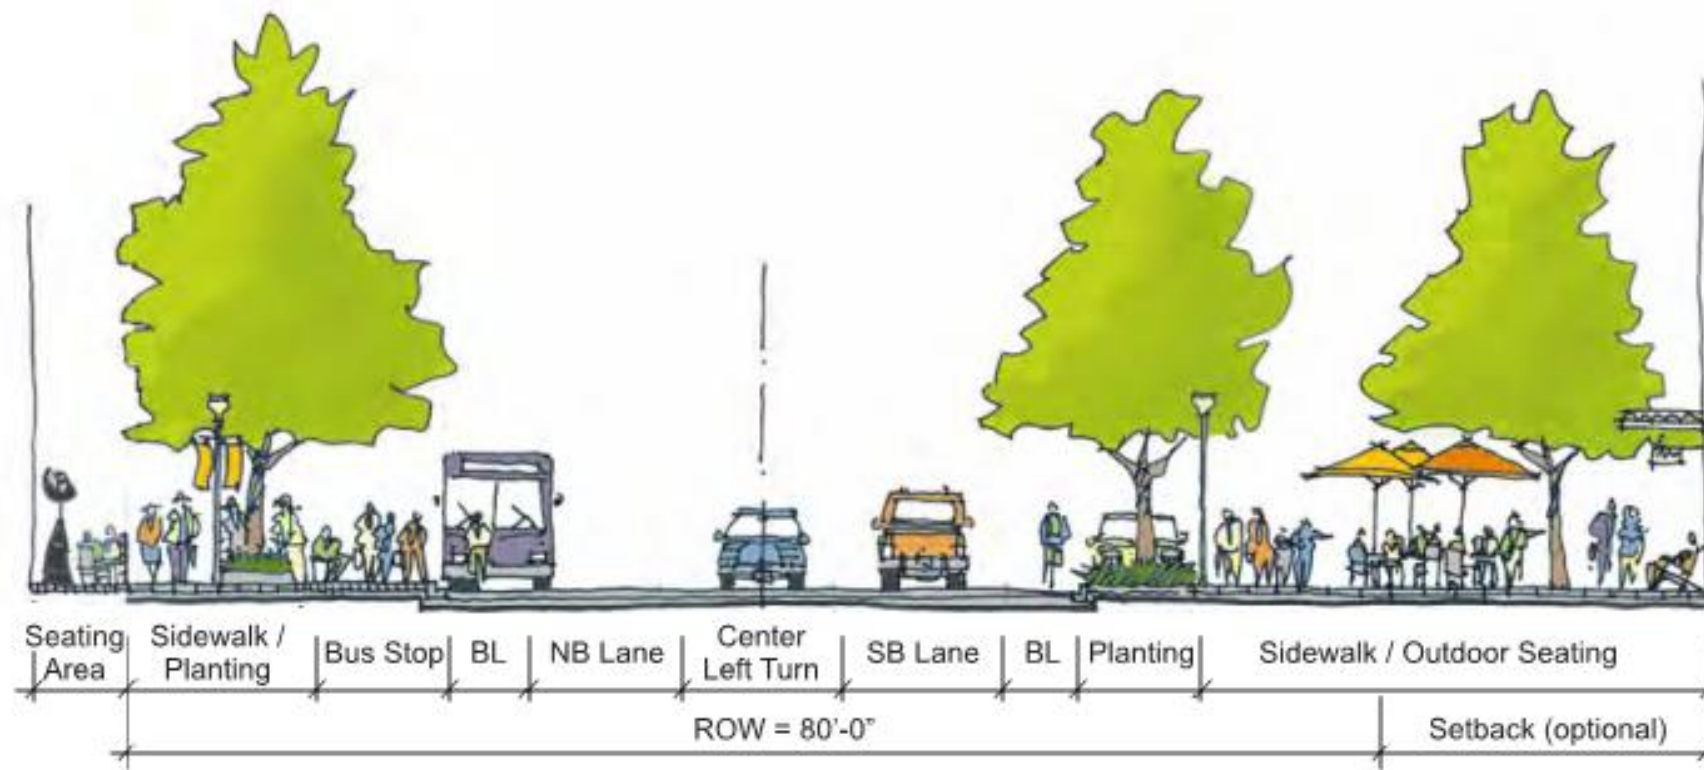 Seating
Area
Sidewalk /
Planting
Bus Stop
BL
NB Lane
Center
Left Turn
SB Lane
BL
Planting
Sidewalk / Outdoor Seating
ROW = 80'-0"
Setback (optional)